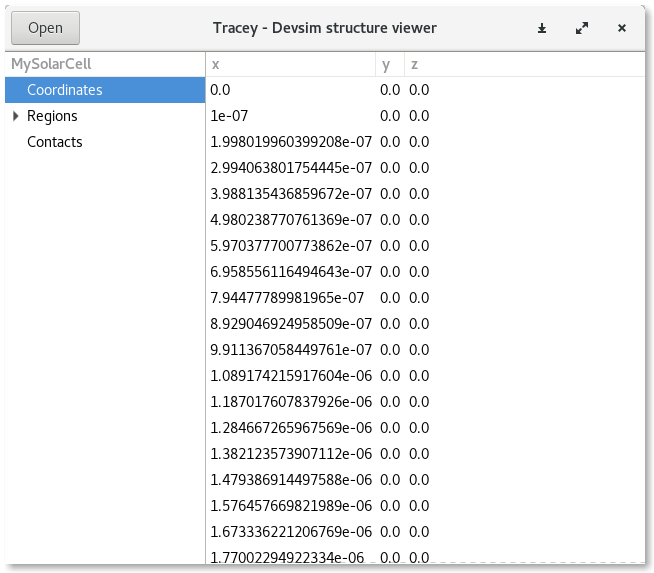 Open Tracey - Devsim structure viewer
MySolarCell x y z
Coordinates 0.0 0.0 0.0
Regions 1e-07 0.0 0.0
Contacts 1.998019960399208e-07 0.0 0.0
2.994063801754445e-07 0.0 0.0
3.988135436859672e-07 0.0 0.0
4.980238770761369e-07 0.0 0.0
5.970377700773862e-07 0.0 0.0
6.958556116494643e-07 0.0 0.0
7.94477789981965e-07 0.0 0.0
8.929046924958509e-07 0.0 0.0
9.911367058449761e-07 0.0 0.0
1.089174215917604e-06 0.0 0.0
1.187017607837926e-06 0.0 0.0
1.284667265967569e-06 0.0 0.0
1.382123573907112e-06 0.0 0.0
1.479386914497588e-06 0.0 0.0
1.576457669821989e-06 0.0 0.0
1.673336221206769e-06 0.0 0.0
1.77002294922334e-06 0.0 0.0